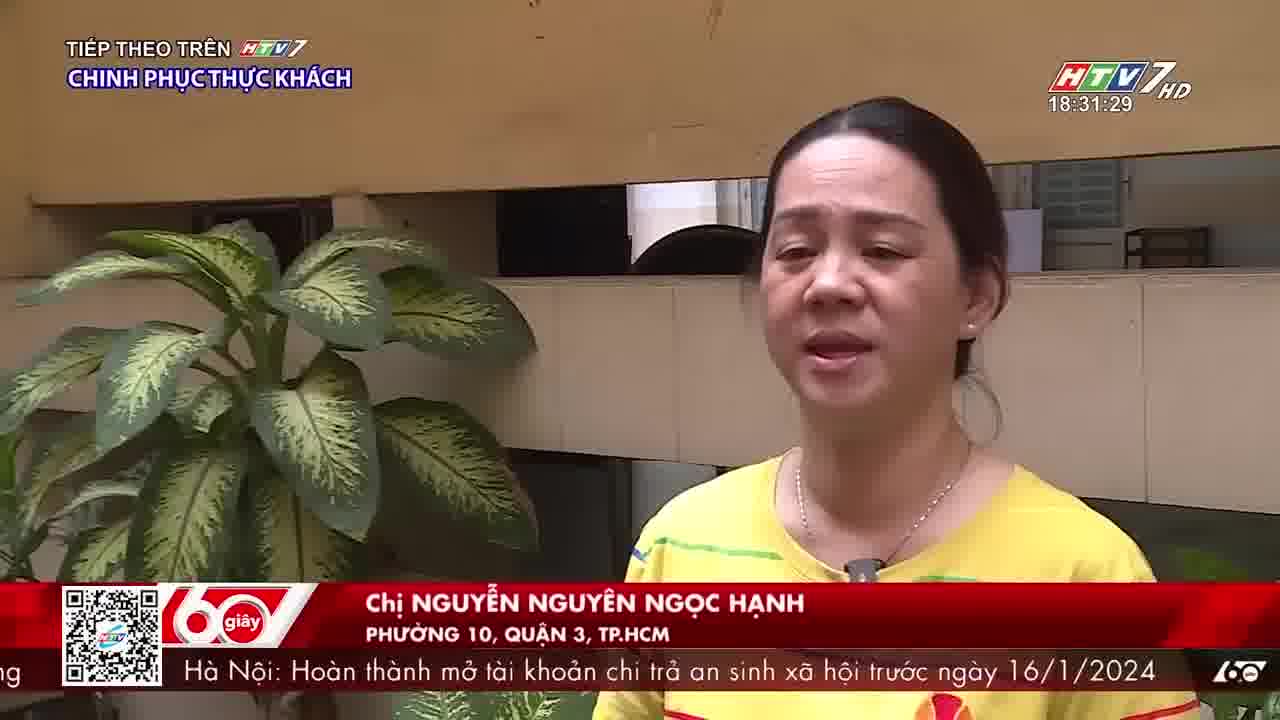 TIẾP THEO TRÊN HTV7
CHINH PHỤC THỰC KHÁCH
HTV7 HD
18:31:29
60 giây
Chị NGUYỄN NGUYÊN NGỌC HẠNH
PHƯỜNG 10, QUẬN 3, TP.HCM
HTV
ng Hà Nội: Hoàn thành mở tài khoản chi trả an sinh xã hội trước ngày 16/1/2024
60